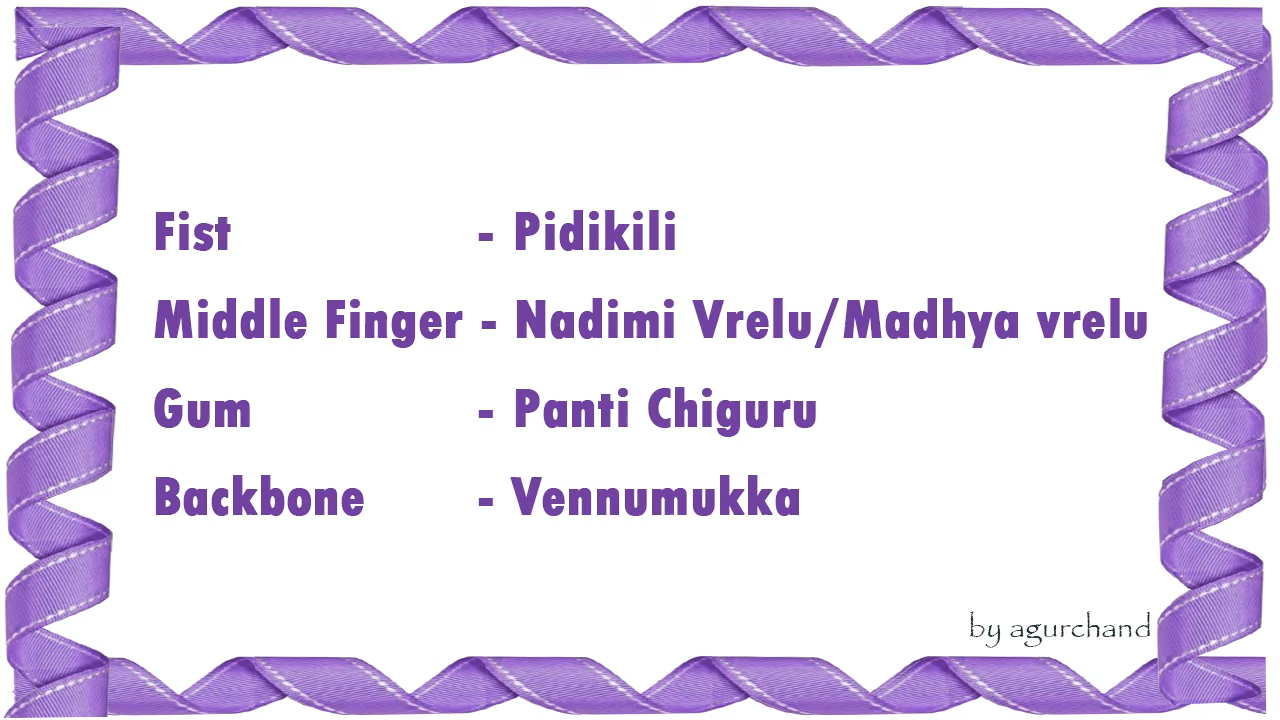 Fist - Pidikili
Middle Finger - Nadimi Vrelu/Madhya vrelu
Gum - Panti Chiguru
Backbone - Vennumukka
by agurchand